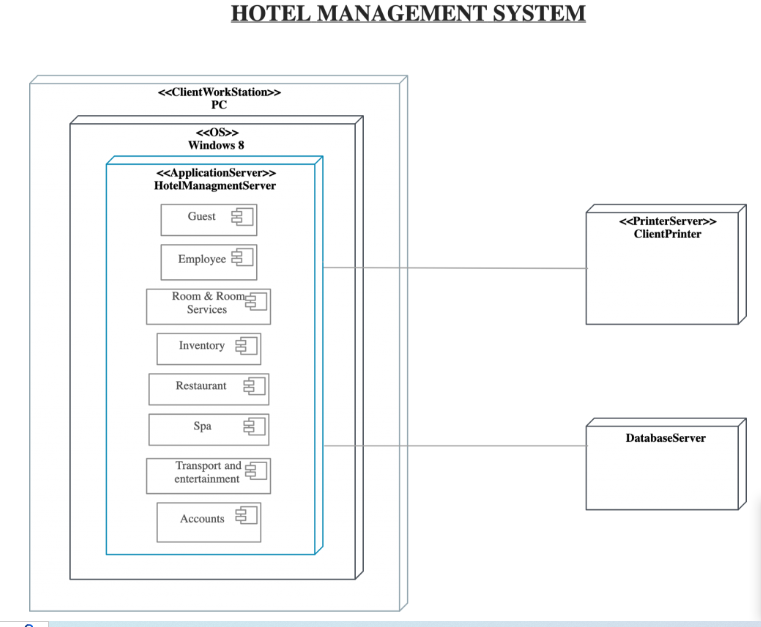 HOTEL MANAGEMENT SYSTEM
<<ClientWorkStation>>
PC
<<OS>>
Windows 8
<<ApplicationServer>>
HotelManagmentServer
Guest
Employee
Room & Room
Services
Inventory
Restaurant
Spa
Transport and
entertainment
Accounts
<<PrinterServer>>
ClientPrinter
DatabaseServer